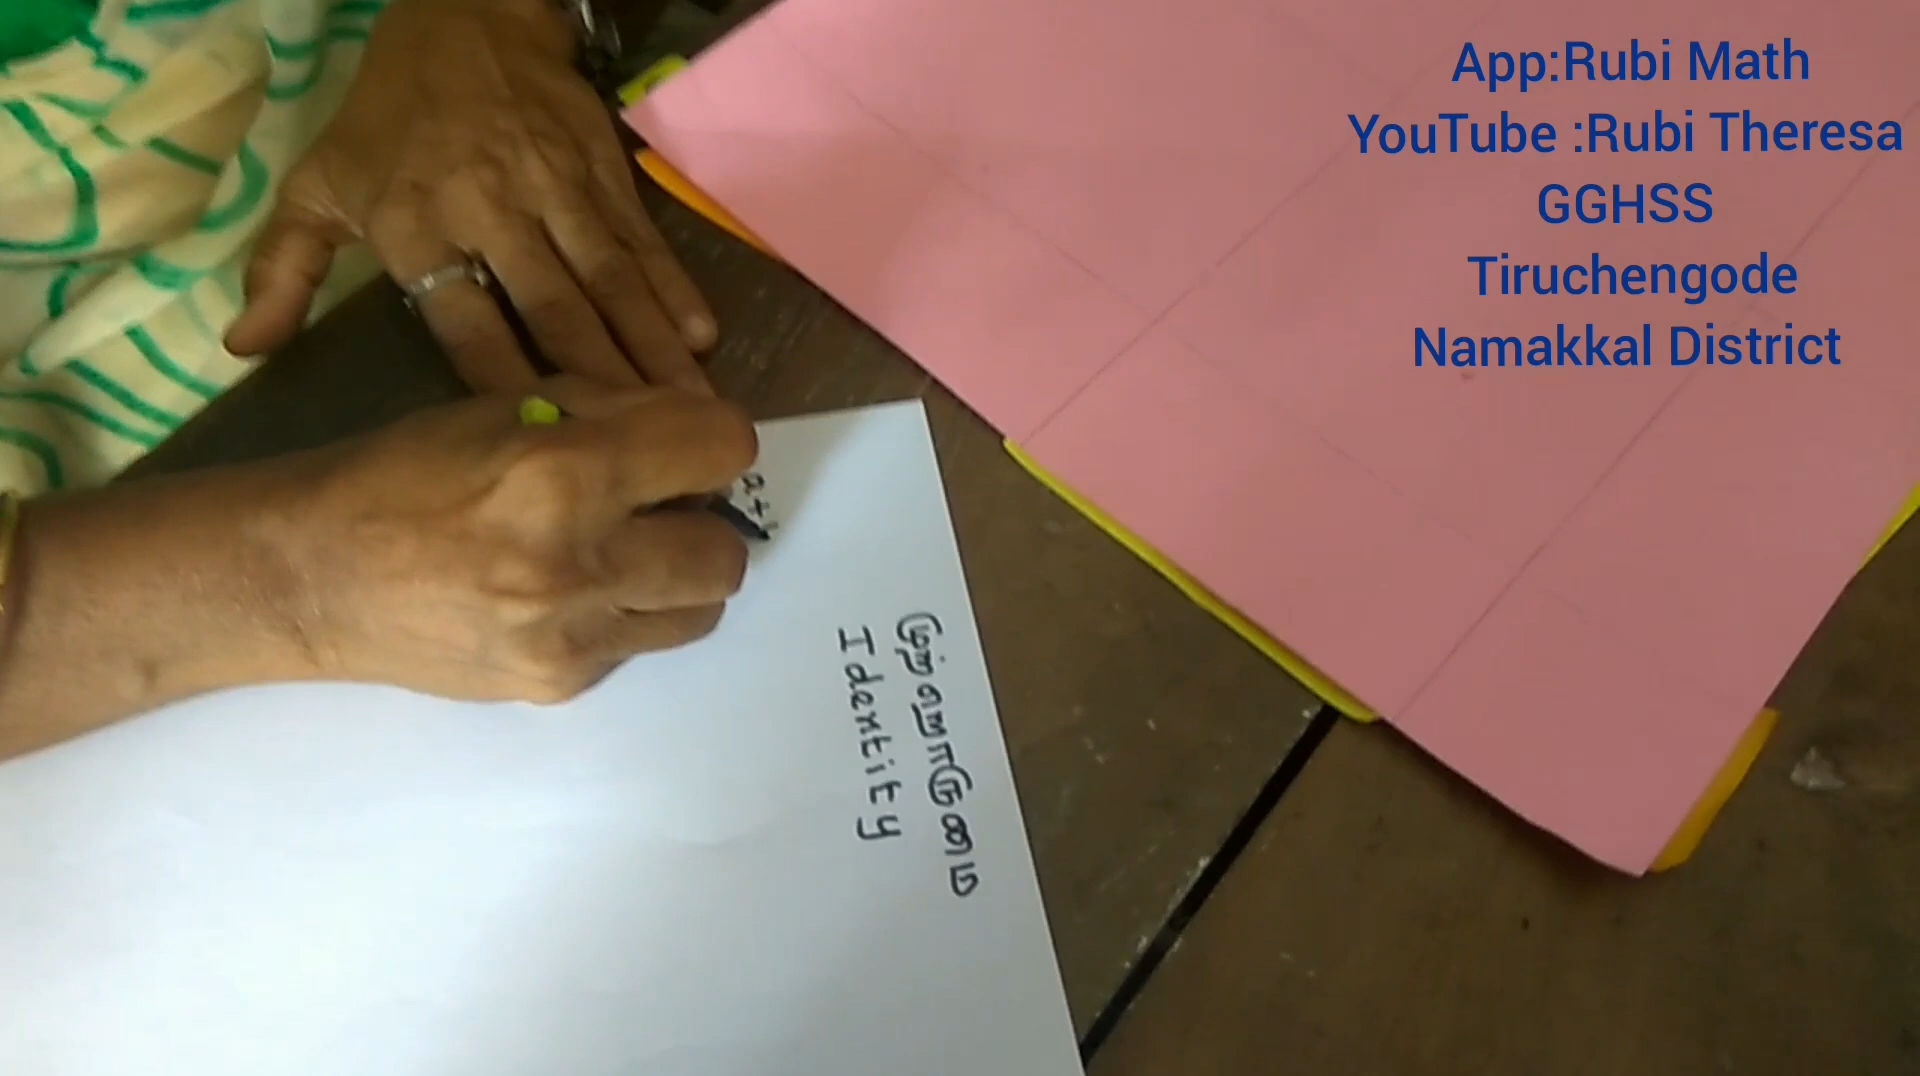 App:Rubi Math
YouTube :Rubi Theresa
GGHSS
Tiruchengode
Namakkal District
முற்றொருமை
Identity
a+